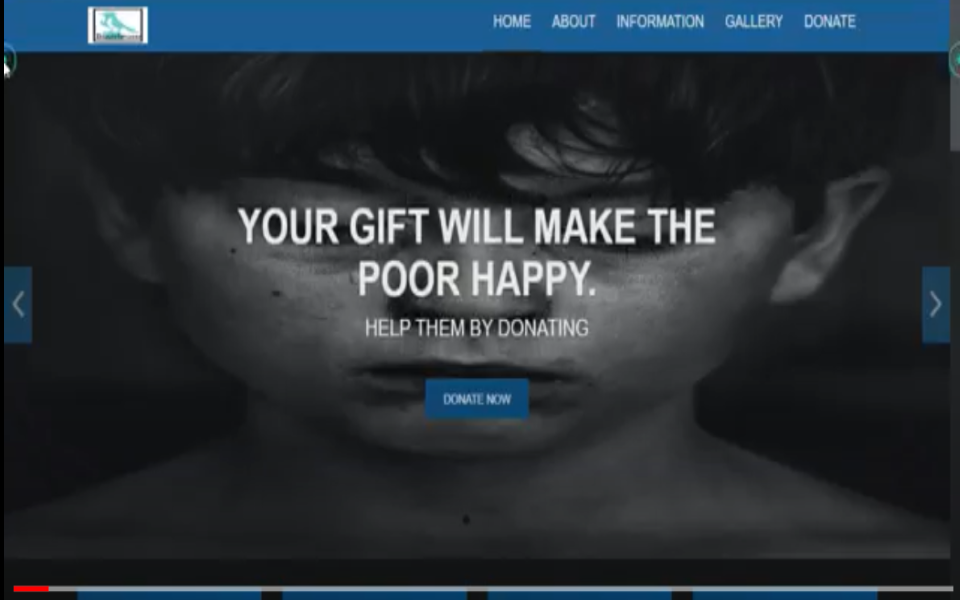 HOME ABOUT INFORMATION GALLERY DONATE
YOUR GIFT WILL MAKE THE
POOR HAPPY.
HELP THEM BY DONATING
DONATE NOW